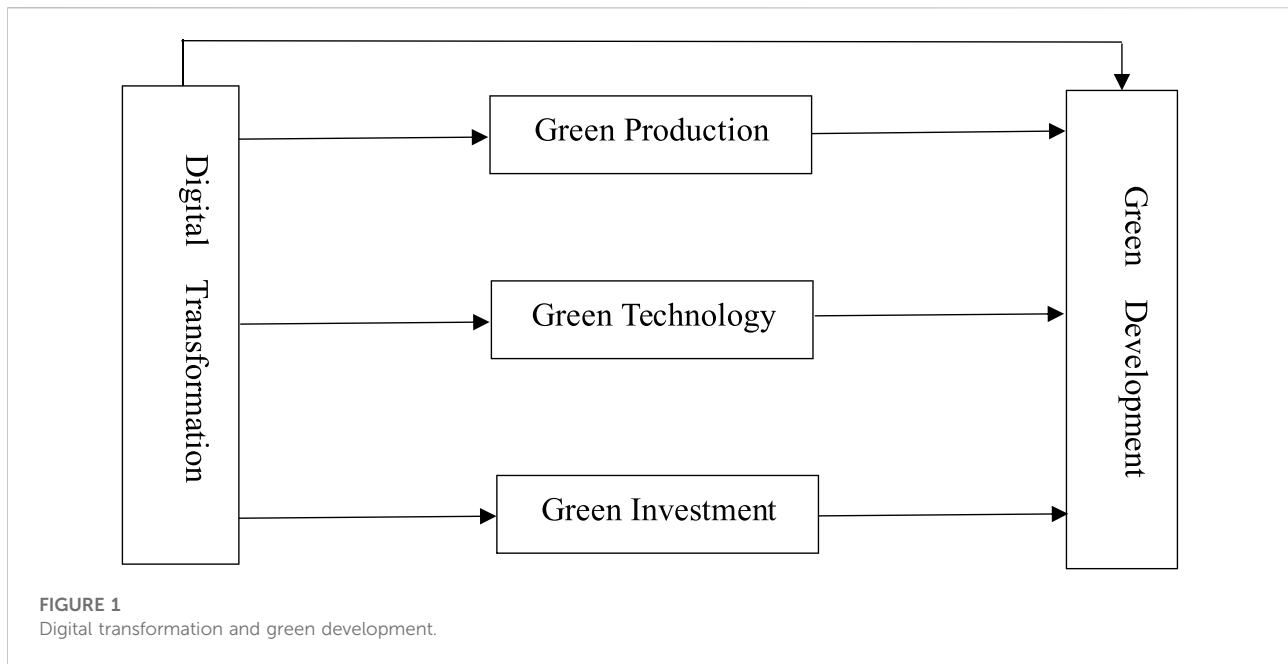 Digital Transformation
Green Production
Green Technology
Green Investment
Green Development
FIGURE 1
Digital transformation and green development.